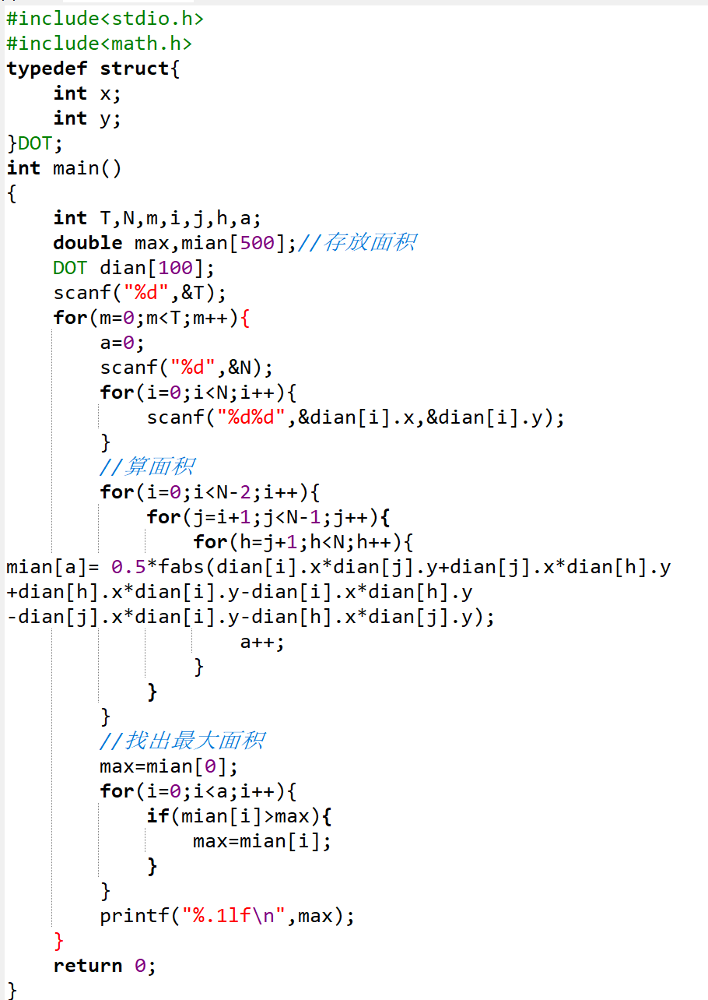 #include<stdio.h>
#include<math.h>
typedef struct{
    int x;
    int y;
}DOT;
int main()
{
    int T,N,m,i,j,h,a;
    double max,mian[500];//存放面积
    DOT dian[100];
    scanf("%d",&T);
    for(m=0;m<T;m++){
        a=0;
        scanf("%d",&N);
        for(i=0;i<N;i++){
            scanf("%d%d",&dian[i].x,&dian[i].y);
        }
        //算面积
        for(i=0;i<N-2;i++){
            for(j=i+1;j<N-1;j++){
                for(h=j+1;h<N;h++){
mian[a]= 0.5*fabs(dian[i].x*dian[j].y+dian[j].x*dian[h].y
+dian[h].x*dian[i].y-dian[i].x*dian[h].y
-dian[j].x*dian[i].y-dian[h].x*dian[j].y);
                    a++;
                }
            }
        }
        //找出最大面积
        max=mian[0];
        for(i=0;i<a;i++){
            if(mian[i]>max){
                max=mian[i];
            }
        }
        printf("%.1lf\n",max);
    }
    return 0;
}